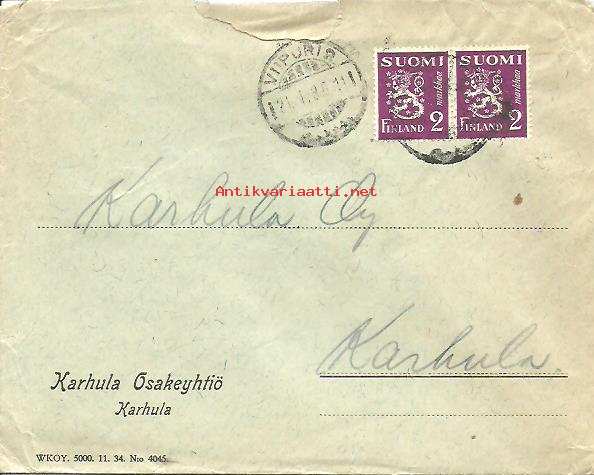 VIIPURI
SUOMI SUOMI
markkaa markkaa
FINLAND 2 FINLAND 2
Antikvariaatti.net
Karhula Oy
Karhula.
Karhula Osakeyhtiö
Karhula
WKOY. 5000. 11. 34. N:o 4045.